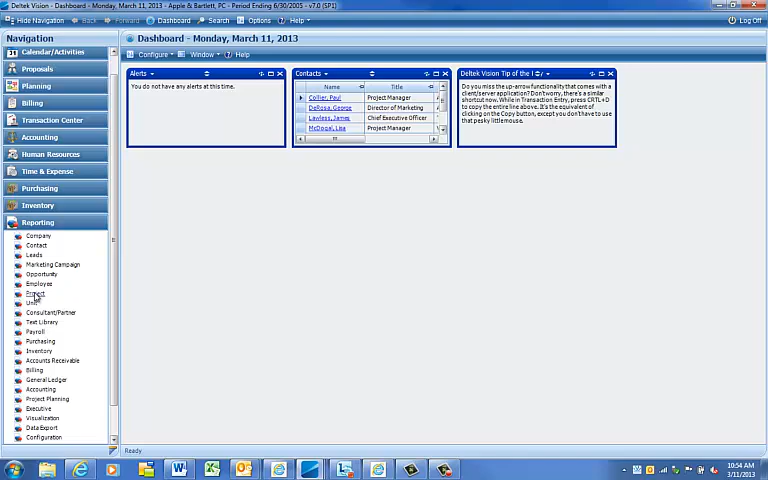 Deltek Vision - Dashboard - Monday, March 11, 2013 - Apple & Bartlett, PC - Period Ending 6/30/2005 - v7.0 (SP1)
Hide Navigation Back Forward Dashboard Search Options Help Log Off
Navigation
Calendar/Activities
Proposals
Planning
Billing
Transaction Center
Accounting
Human Resources
Time & Expense
Purchasing
Inventory
Reporting
Company
Contact
Leads
Marketing Campaign
Opportunity
Employee
Project
Unit
Consultant/Partner
Text Library
Payroll
Purchasing
Inventory
Accounts Receivable
Billing
General Ledger
Accounting
Project Planning
Executive
Visualization
Data Export
Configuration
Dashboard - Monday, March 11, 2013
Configure Window Help
Alerts
You do not have any alerts at this time.
Contacts
Name Title
Collier, Paul Project Manager
DeRosa, George Director of Marketing
Lawless, James Chief Executive Officer
McDogal, Lisa Project Manager
Deltek Vision Tip of the
Do you miss the up-arrow functionality that comes with a
client/server application? Don'tworry, there's a similar
shortcut now. While in Transaction Entry, press CRTL+D
to copy the entire line above. It's the equivalent of
clicking on the Copy button, except you don't have to use
that pesky little mouse.
Ready
10:54 AM
3/11/2013